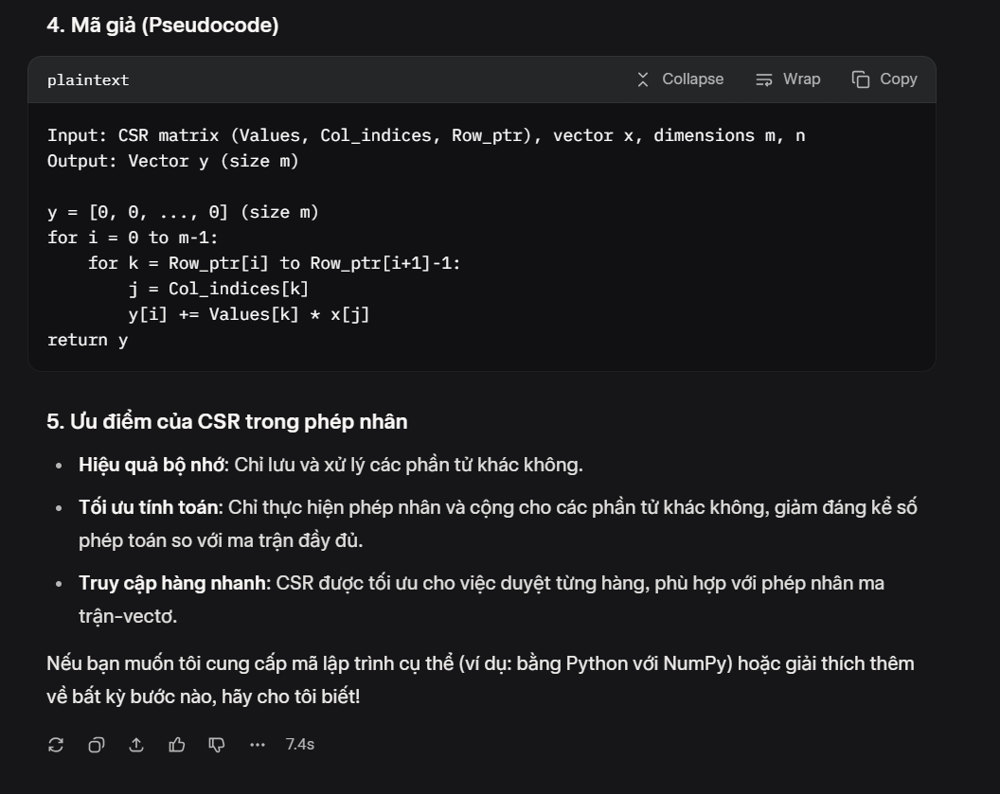 4. Mã giả (Pseudocode)
plaintext Collapse Wrap Copy
Input: CSR matrix (Values, Col_indices, Row_ptr), vector x, dimensions m, n
Output: Vector y (size m)
y = [0, 0, ..., 0] (size m)
for i = 0 to m-1:
    for k = Row_ptr[i] to Row_ptr[i+1]-1:
        j = Col_indices[k]
        y[i] += Values[k] * x[j]
return y
5. Ưu điểm của CSR trong phép nhân
• Hiệu quả bộ nhớ: Chỉ lưu và xử lý các phần tử khác không.
• Tối ưu tính toán: Chỉ thực hiện phép nhân và cộng cho các phần tử khác không, giảm đáng kể số
phép toán so với ma trận đầy đủ.
• Truy cập hàng nhanh: CSR được tối ưu cho việc duyệt từng hàng, phù hợp với phép nhân ma
trận-vectơ.
Nếu bạn muốn tôi cung cấp mã lập trình cụ thể (ví dụ: bằng Python với NumPy) hoặc giải thích thêm
về bất kỳ bước nào, hãy cho tôi biết!
7.4s